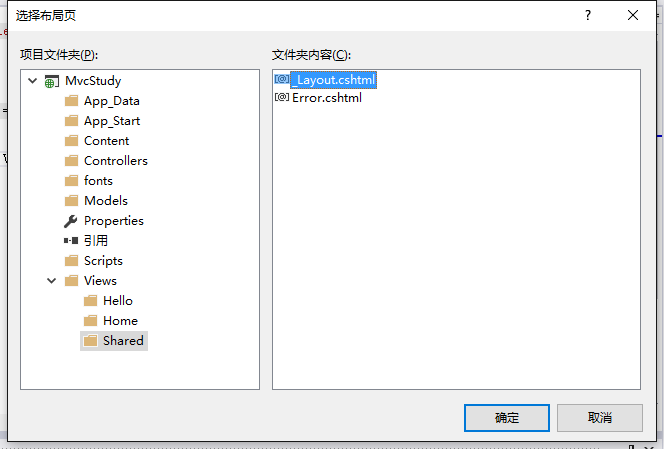 选择布局页
项目文件夹(P):
文件夹内容(C):
MvcStudy
App_Data
App_Start
Content
Controllers
fonts
Models
Properties
引用
Scripts
Views
Hello
Home
Shared
[@] _Layout.cshtml
[@] Error.cshtml
确定
取消